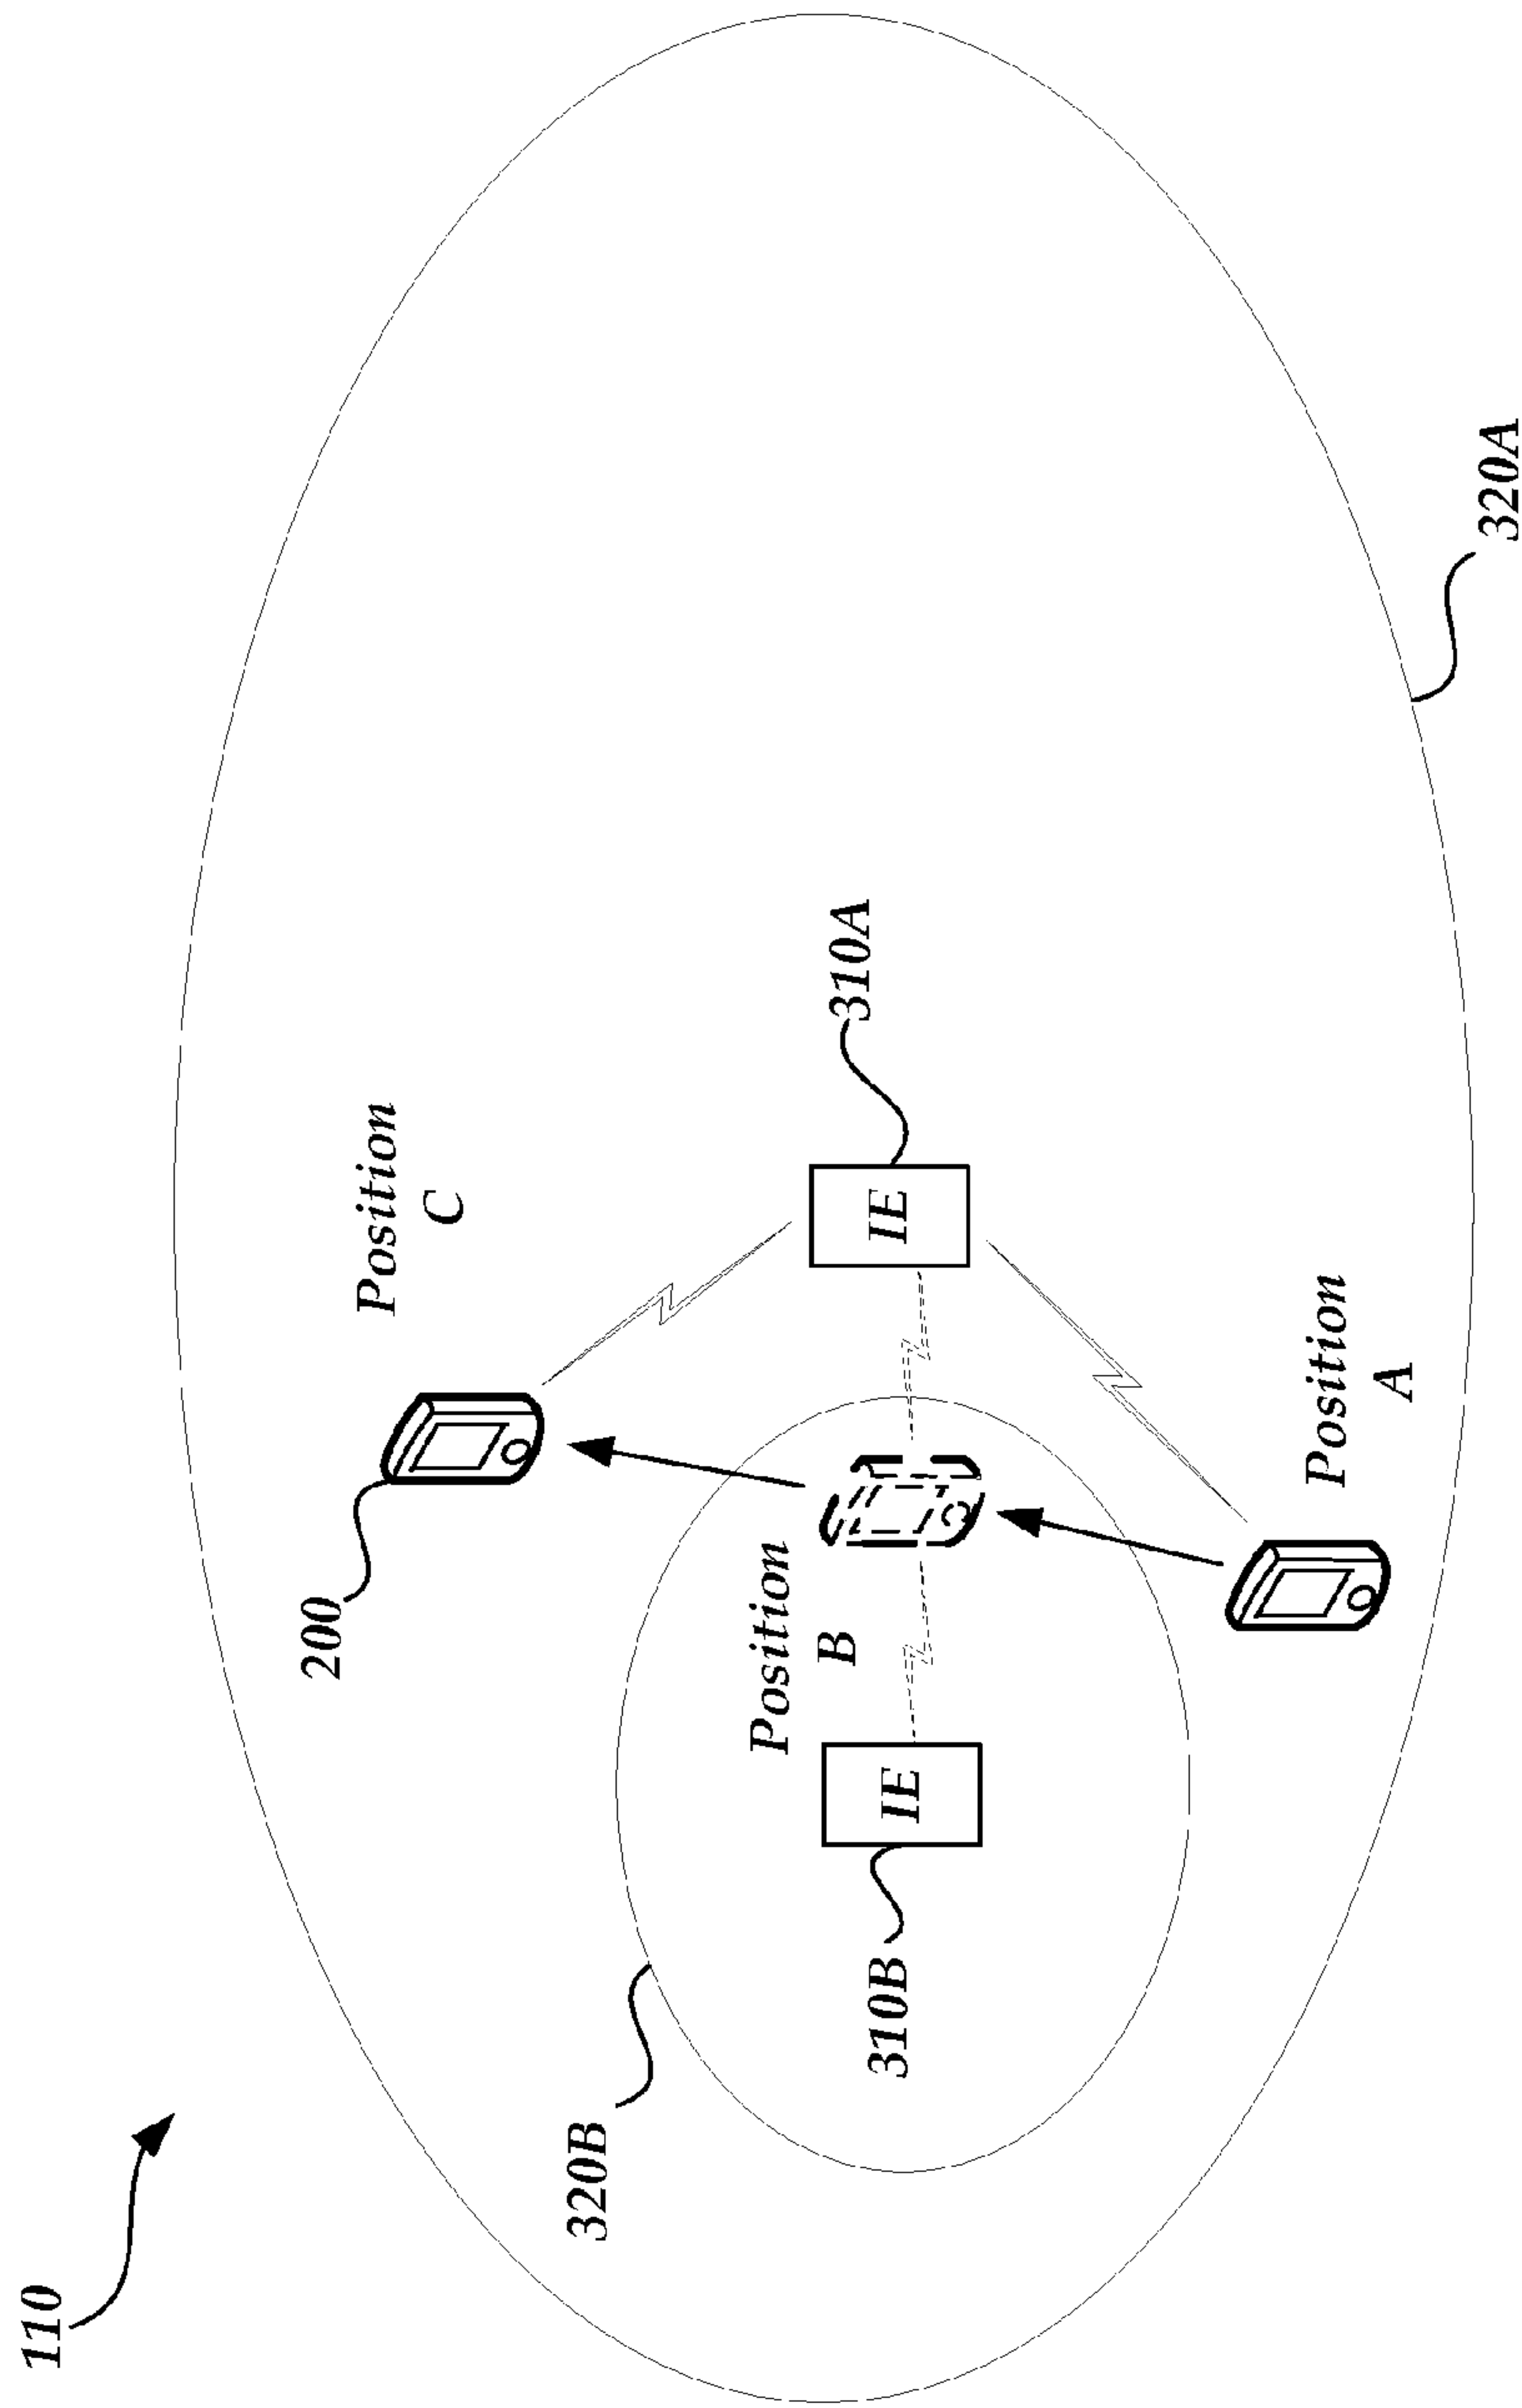 110
200
Position
C
320B
Position
B
310A
310B
IE
IE
Position
A
320A